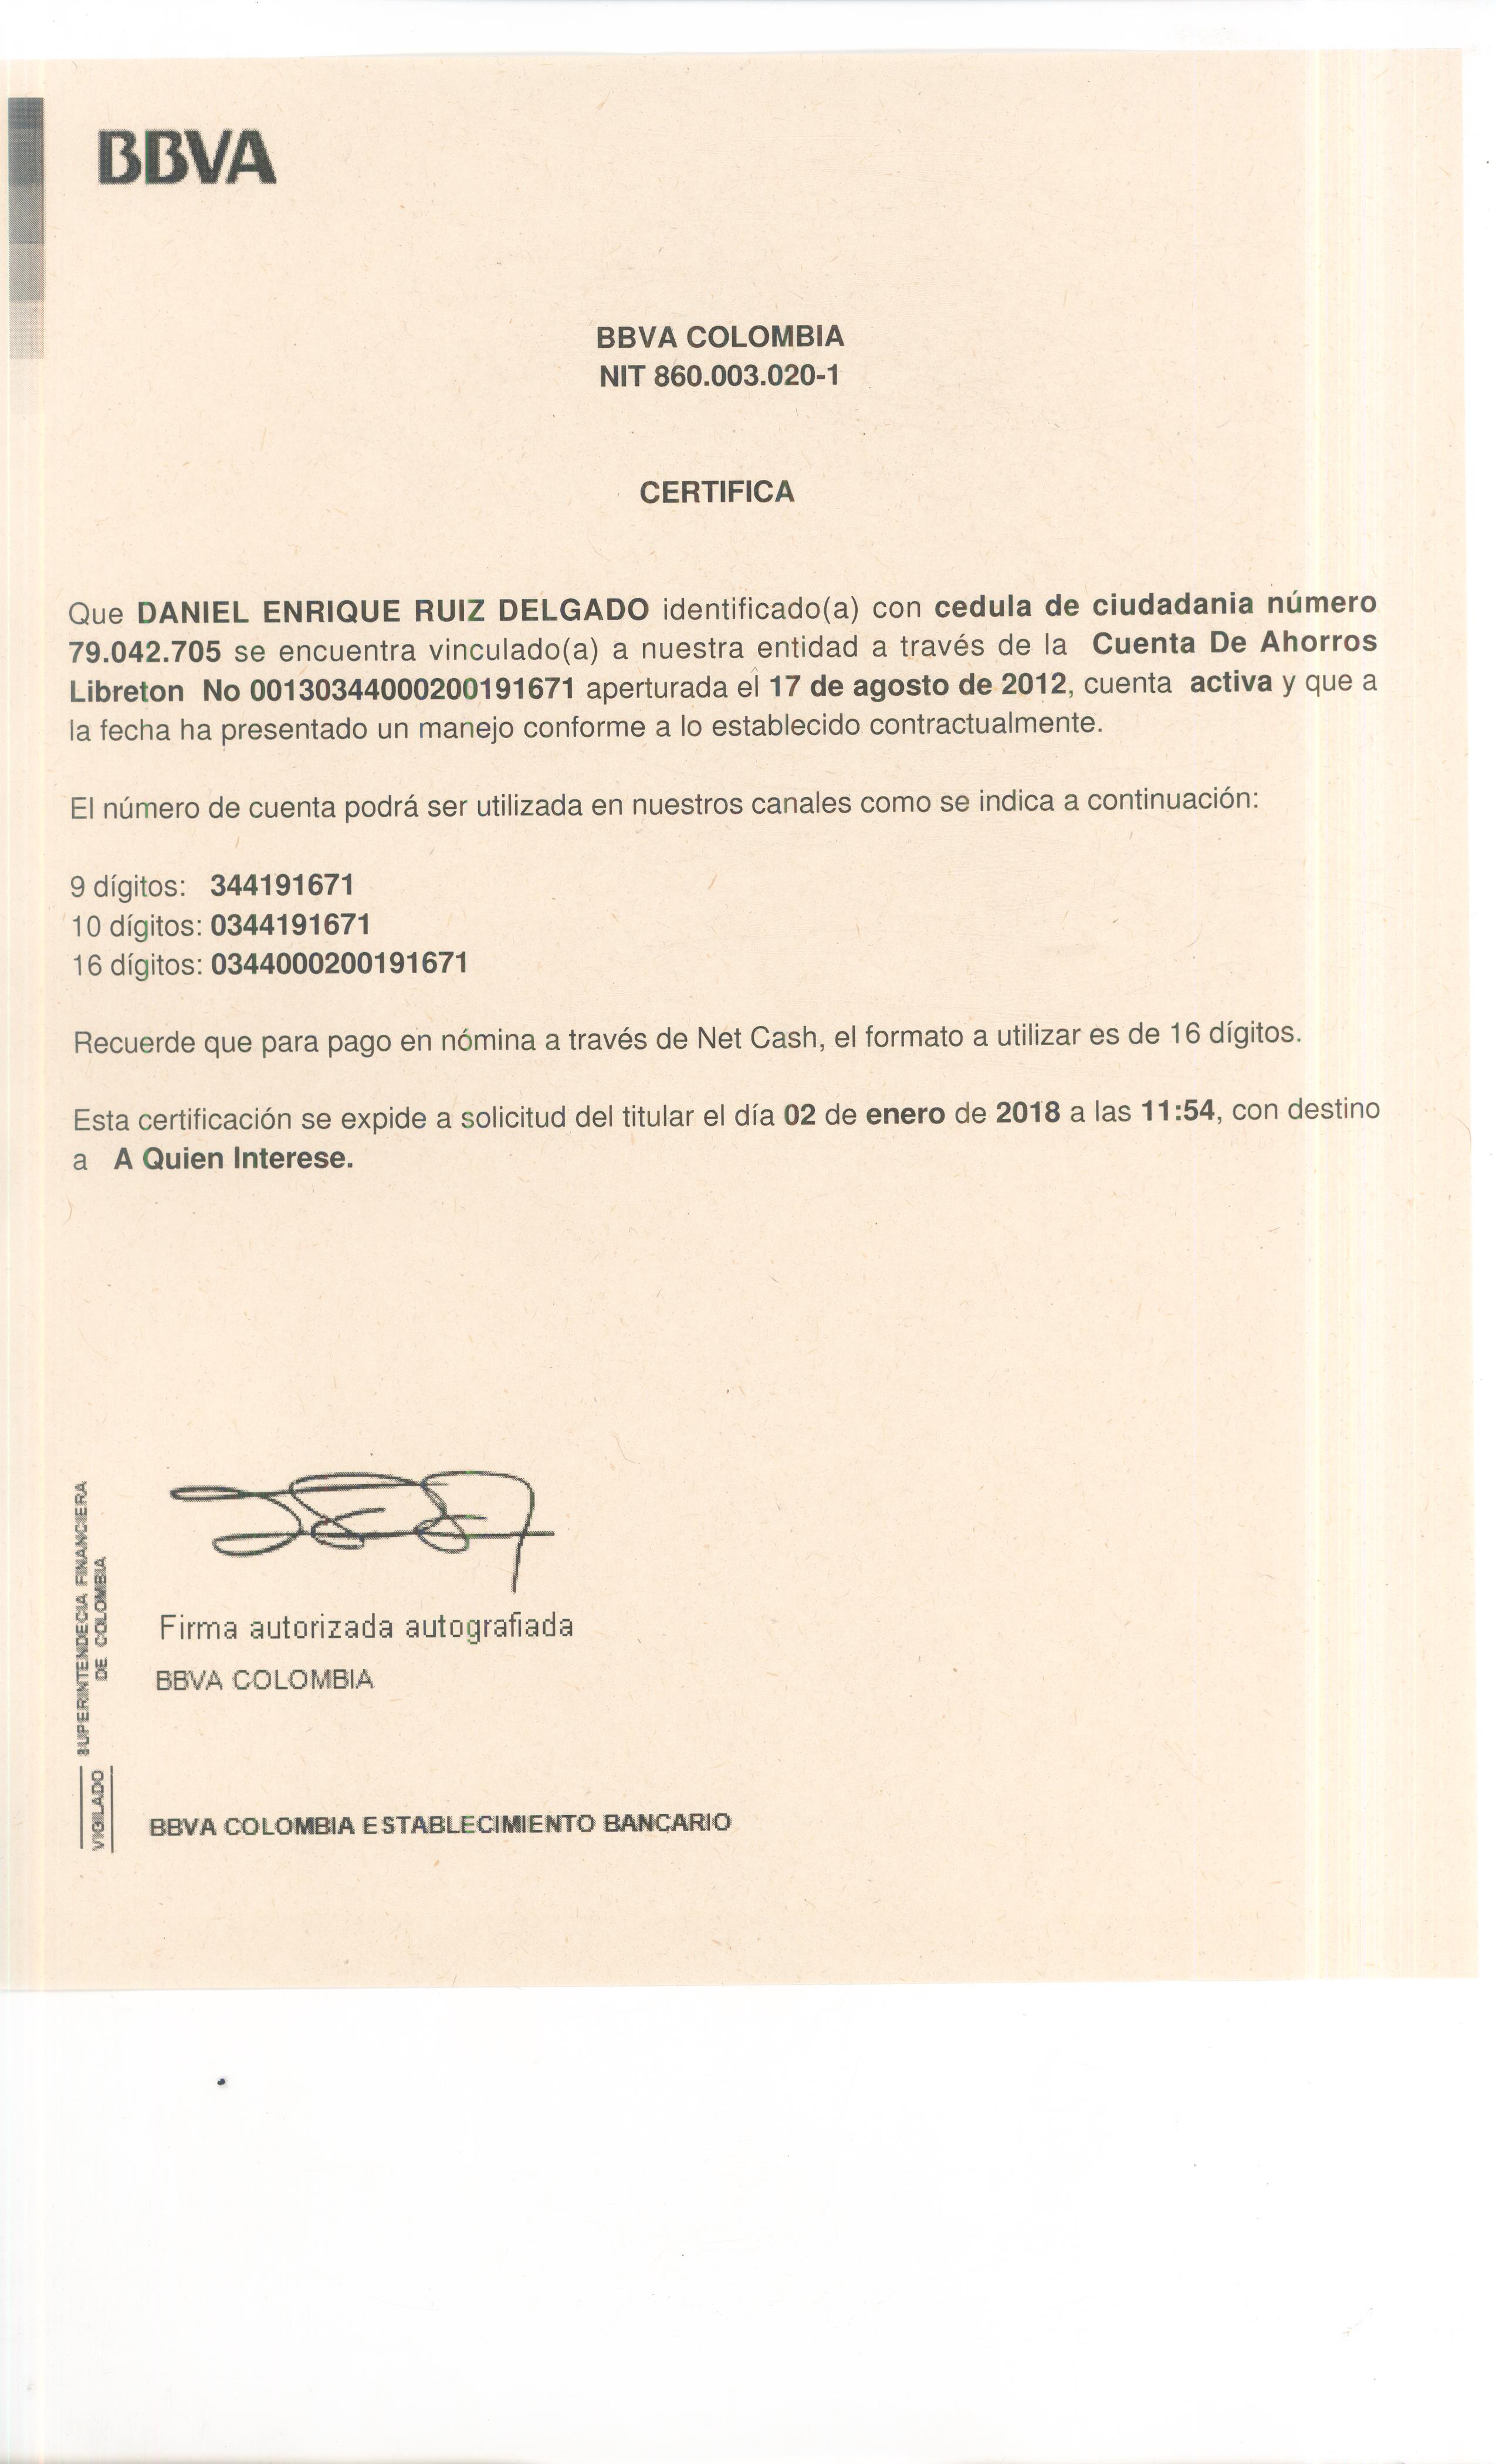 BBVA
BBVA COLOMBIA
NIT 860.003.020-1
CERTIFICA
Que DANIEL ENRIQUE RUIZ DELGADO identificado(a) con cedula de ciudadania número
79.042.705 se encuentra vinculado(a) a nuestra entidad a través de la Cuenta De Ahorros
Libreton No 00130344000200191671 aperturada el 17 de agosto de 2012, cuenta activa y que a
la fecha ha presentado un manejo conforme a lo establecido contractualmente.
El número de cuenta podrá ser utilizada en nuestros canales como se indica a continuación:
9 dígitos: 344191671
10 dígitos: 0344191671
16 dígitos: 0344000200191671
Recuerde que para pago en nómina a través de Net Cash, el formato a utilizar es de 16 dígitos.
Esta certificación se expide a solicitud del titular el día 02 de enero de 2018 a las 11:54, con destino
a A Quien Interese.
Firma autorizada autografiada
BBVA COLOMBIA
BBVA COLOMBIA ESTABLECIMIENTO BANCARIO
VIGILADO SUPERINTENDECIA FINANCIERA
DE COLOMBIA